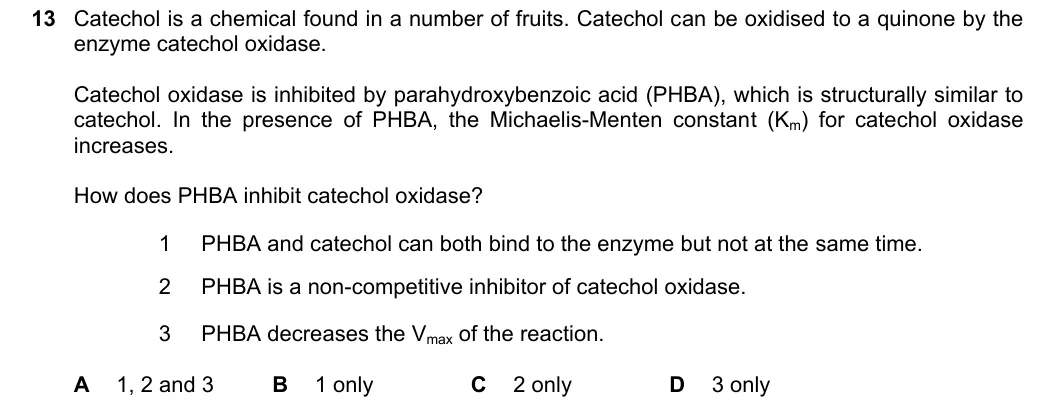 13 Catechol is a chemical found in a number of fruits. Catechol can be oxidised to a quinone by the
enzyme catechol oxidase.
Catechol oxidase is inhibited by parahydroxybenzoic acid (PHBA), which is structurally similar to
catechol. In the presence of PHBA, the Michaelis-Menten constant (Km) for catechol oxidase
increases.
How does PHBA inhibit catechol oxidase?
1 PHBA and catechol can both bind to the enzyme but not at the same time.
2 PHBA is a non-competitive inhibitor of catechol oxidase.
3 PHBA decreases the Vmax of the reaction.
A 1, 2 and 3 B 1 only C 2 only D 3 only